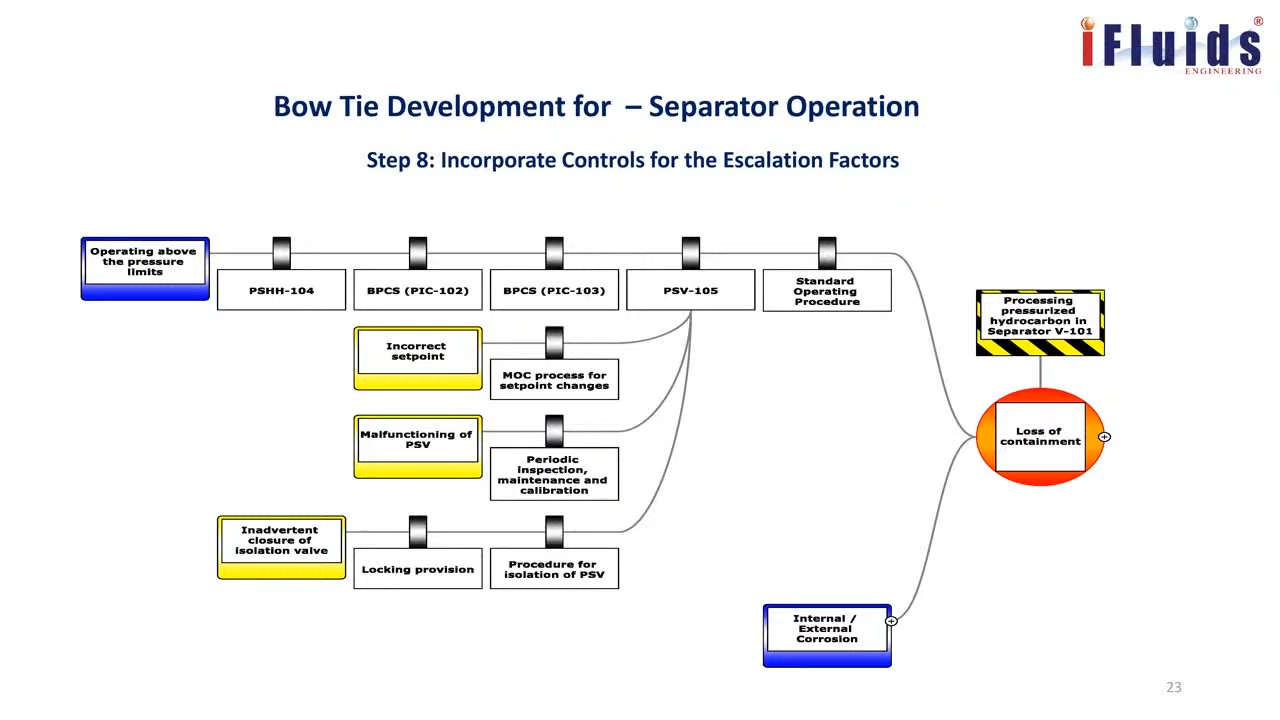 iFluids®
ENGINEERING
Bow Tie Development for – Separator Operation
Step 8: Incorporate Controls for the Escalation Factors
Operating above
the pressure
limits
PSHH-104
BPCS (PIC-102)
BPCS (PIC-103)
PSV-105
Standard
Operating
Procedure
Processing
pressurized
hydrocarbon in
Separator V-101
Incorrect
setpoint
MOC process for
setpoint changes
Malfunctioning of
PSV
Periodic
inspection,
maintenance and
calibration
Loss of
containment
Inadvertent
closure of
isolation valve
Locking provision
Procedure for
isolation of PSV
Internal /
External
Corrosion
23